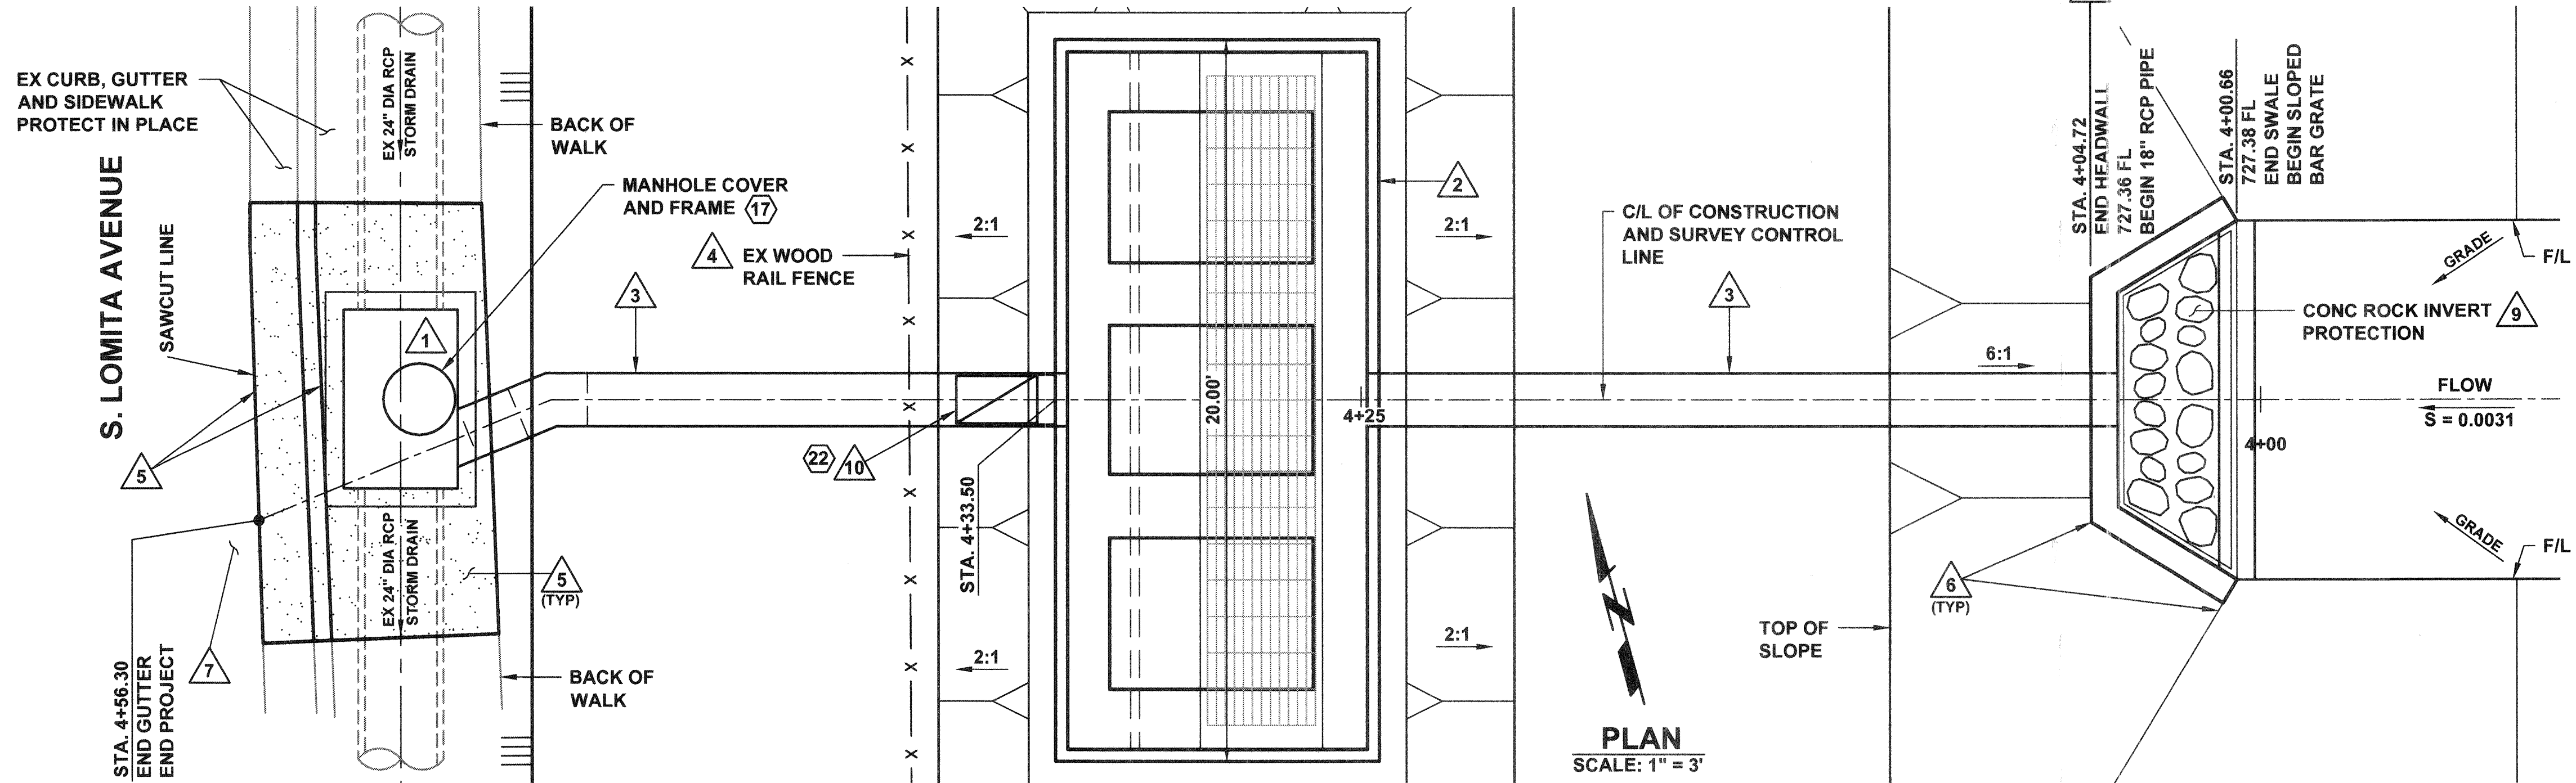 EX CURB, GUTTER
AND SIDEWALK
PROTECT IN PLACE
S. LOMITA AVENUE
SAWCUT LINE
EX 24" DIA RCP
STORM DRAIN
BACK OF
WALK
MANHOLE COVER
AND FRAME 17
1
3
4 EX WOOD
RAIL FENCE
5
STA. 4+56.30
END GUTTER
END PROJECT
7
EX 24" DIA RCP
STORM DRAIN
5
(TYP)
BACK OF
WALK
X
X
X
X
X
X
X
X
X
2:1
2:1
22 10
STA. 4+33.50
20.00'
4+25
2
2:1
2:1
C/L OF CONSTRUCTION
AND SURVEY CONTROL
LINE
3
N
PLAN
SCALE: 1" = 3'
TOP OF
SLOPE
6:1
6
(TYP)
STA. 4+04.72
END HEADWALL
727.36 FL
BEGIN 18" RCP PIPE
STA. 4+00.66
727.38 FL
END SWALE
BEGIN SLOPED
BAR GRATE
GRADE
F/L
CONC ROCK INVERT
PROTECTION 9
FLOW
S = 0.0031
4+00
GRADE
F/L